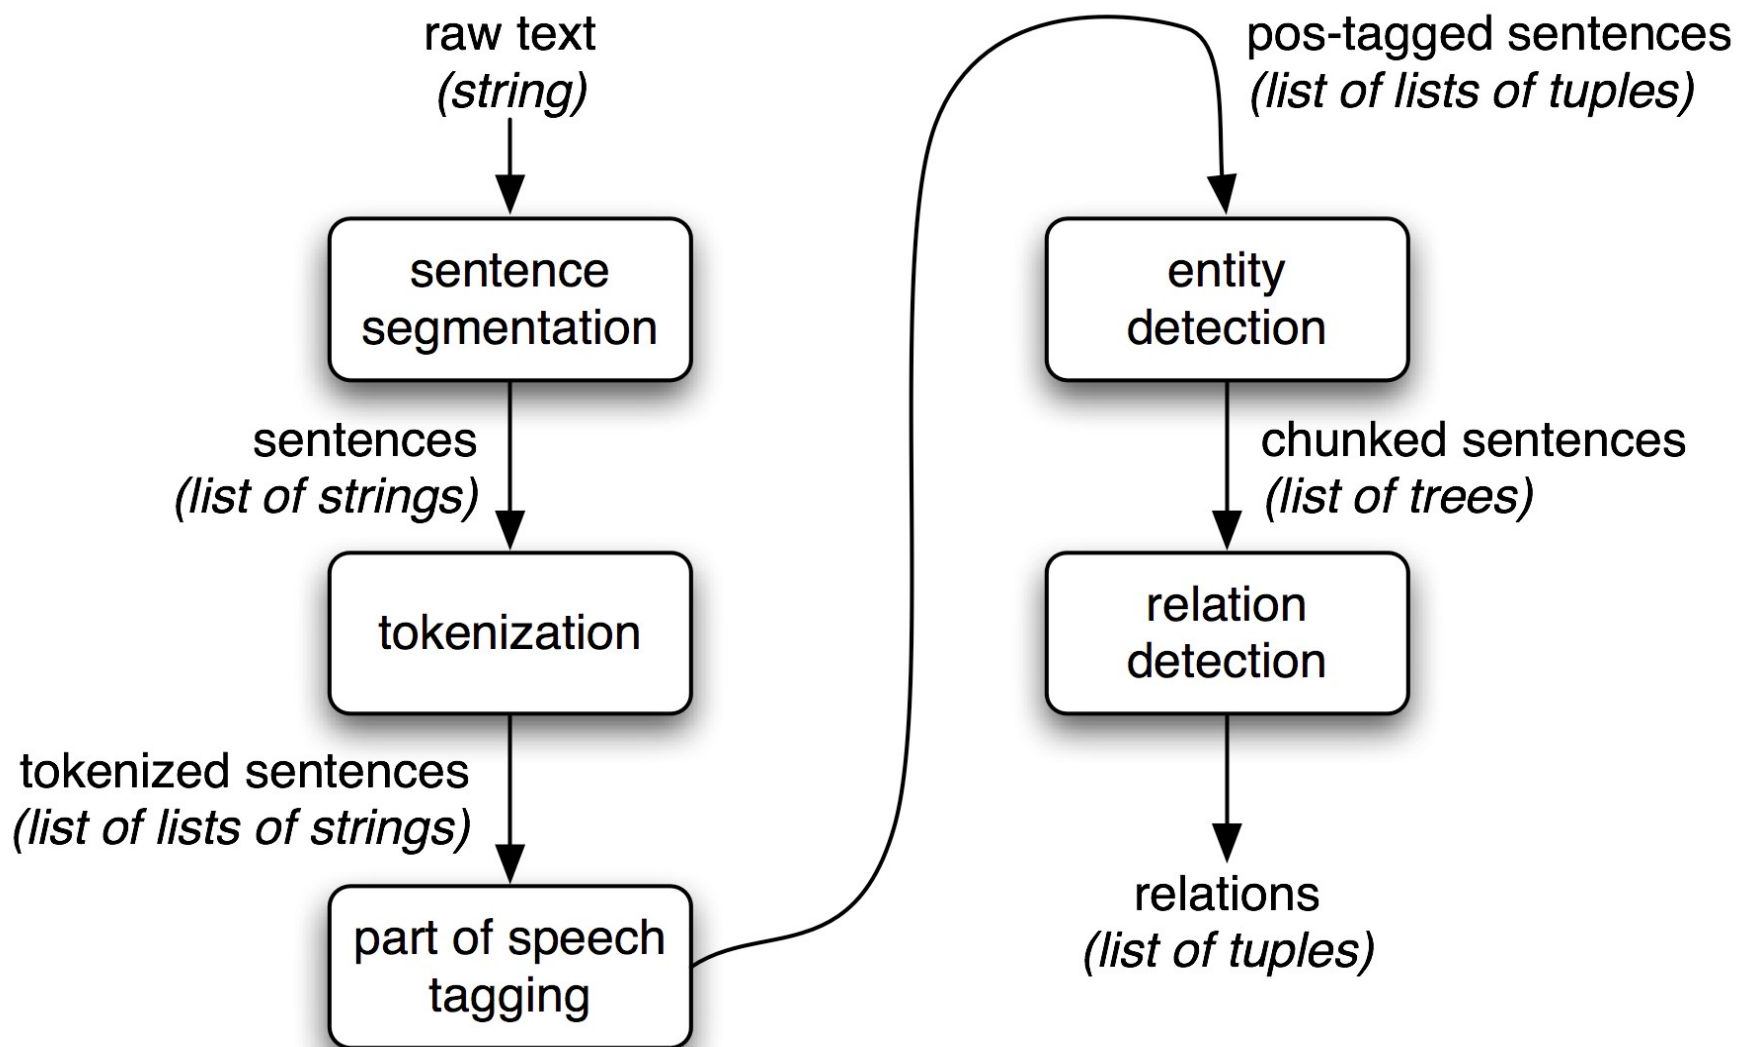 raw text
(string)
sentence
segmentation
sentences
(list of strings)
tokenization
tokenized sentences
(list of lists of strings)
part of speech
tagging
pos-tagged sentences
(list of lists of tuples)
entity
detection
chunked sentences
(list of trees)
relation
detection
relations
(list of tuples)